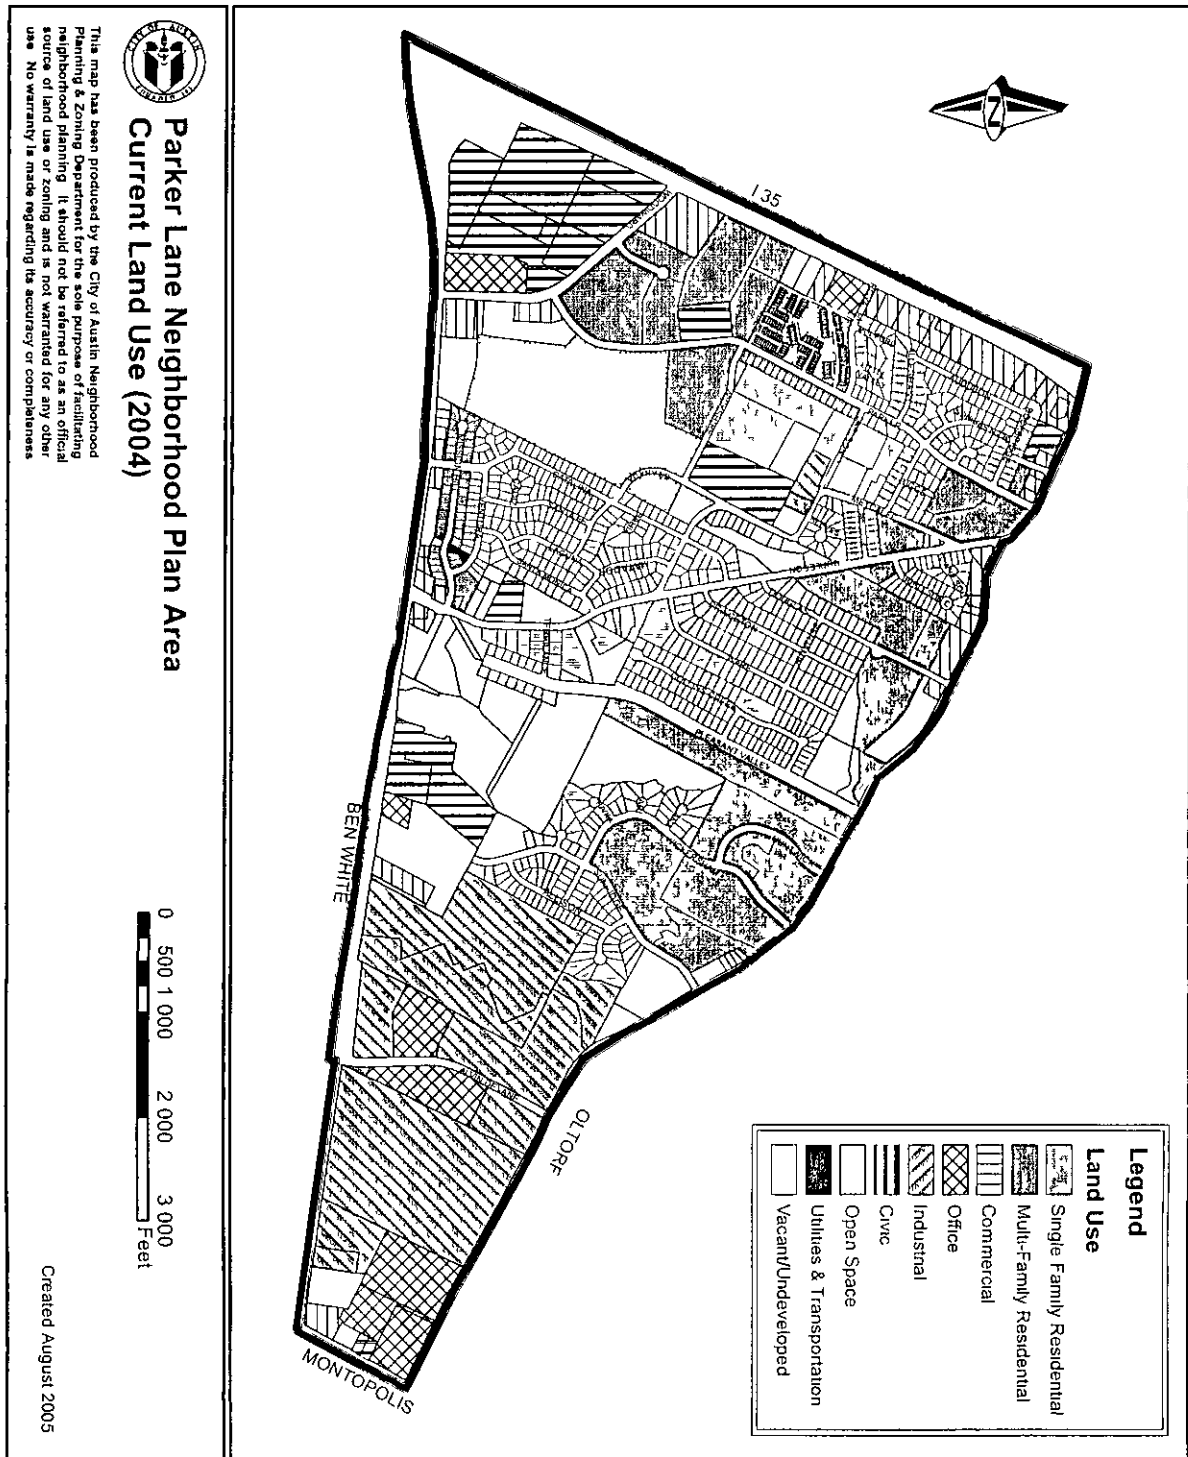 Parker Lane Neighborhood Plan Area
Current Land Use (2004)
This map has been produced by the City of Austin Neighborhood
Planning & Zoning Department for the sole purpose of facilitating
neighborhood planning It should not be referred to as an official
source of land use or zoning and is not warranted for any other
use No warranty is made regarding its accuracy or completeness
CITY OF AUSTIN
N
I 35
BURLESON
PLEASANT VALLEY
BEN WHITE
OLTORF
MONTOPOLIS
Legend
Land Use
Single Family Residential
Multi-Family Residential
Commercial
Office
Industrial
Civic
Open Space
Utilities & Transportation
Vacant/Undeveloped
0 500 1 000 2 000 3 000
Feet
Created August 2005